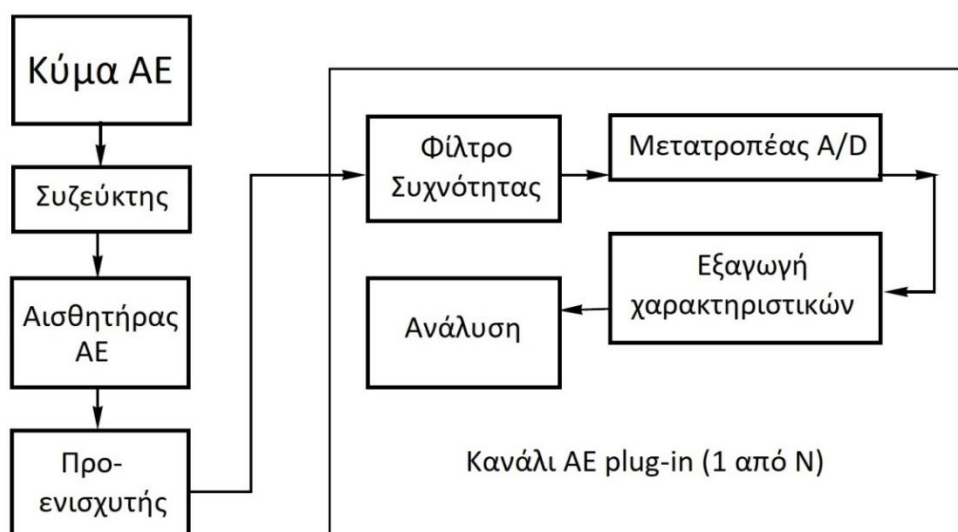 Κύμα ΑΕ
Συζεύκτης
Αισθητήρας
ΑΕ
Προ-
ενισχυτής
Φίλτρο
Συχνότητας
Μετατροπέας A/D
Εξαγωγή
χαρακτηριστικών
Ανάλυση
Κανάλι ΑΕ plug-in (1 από Ν)